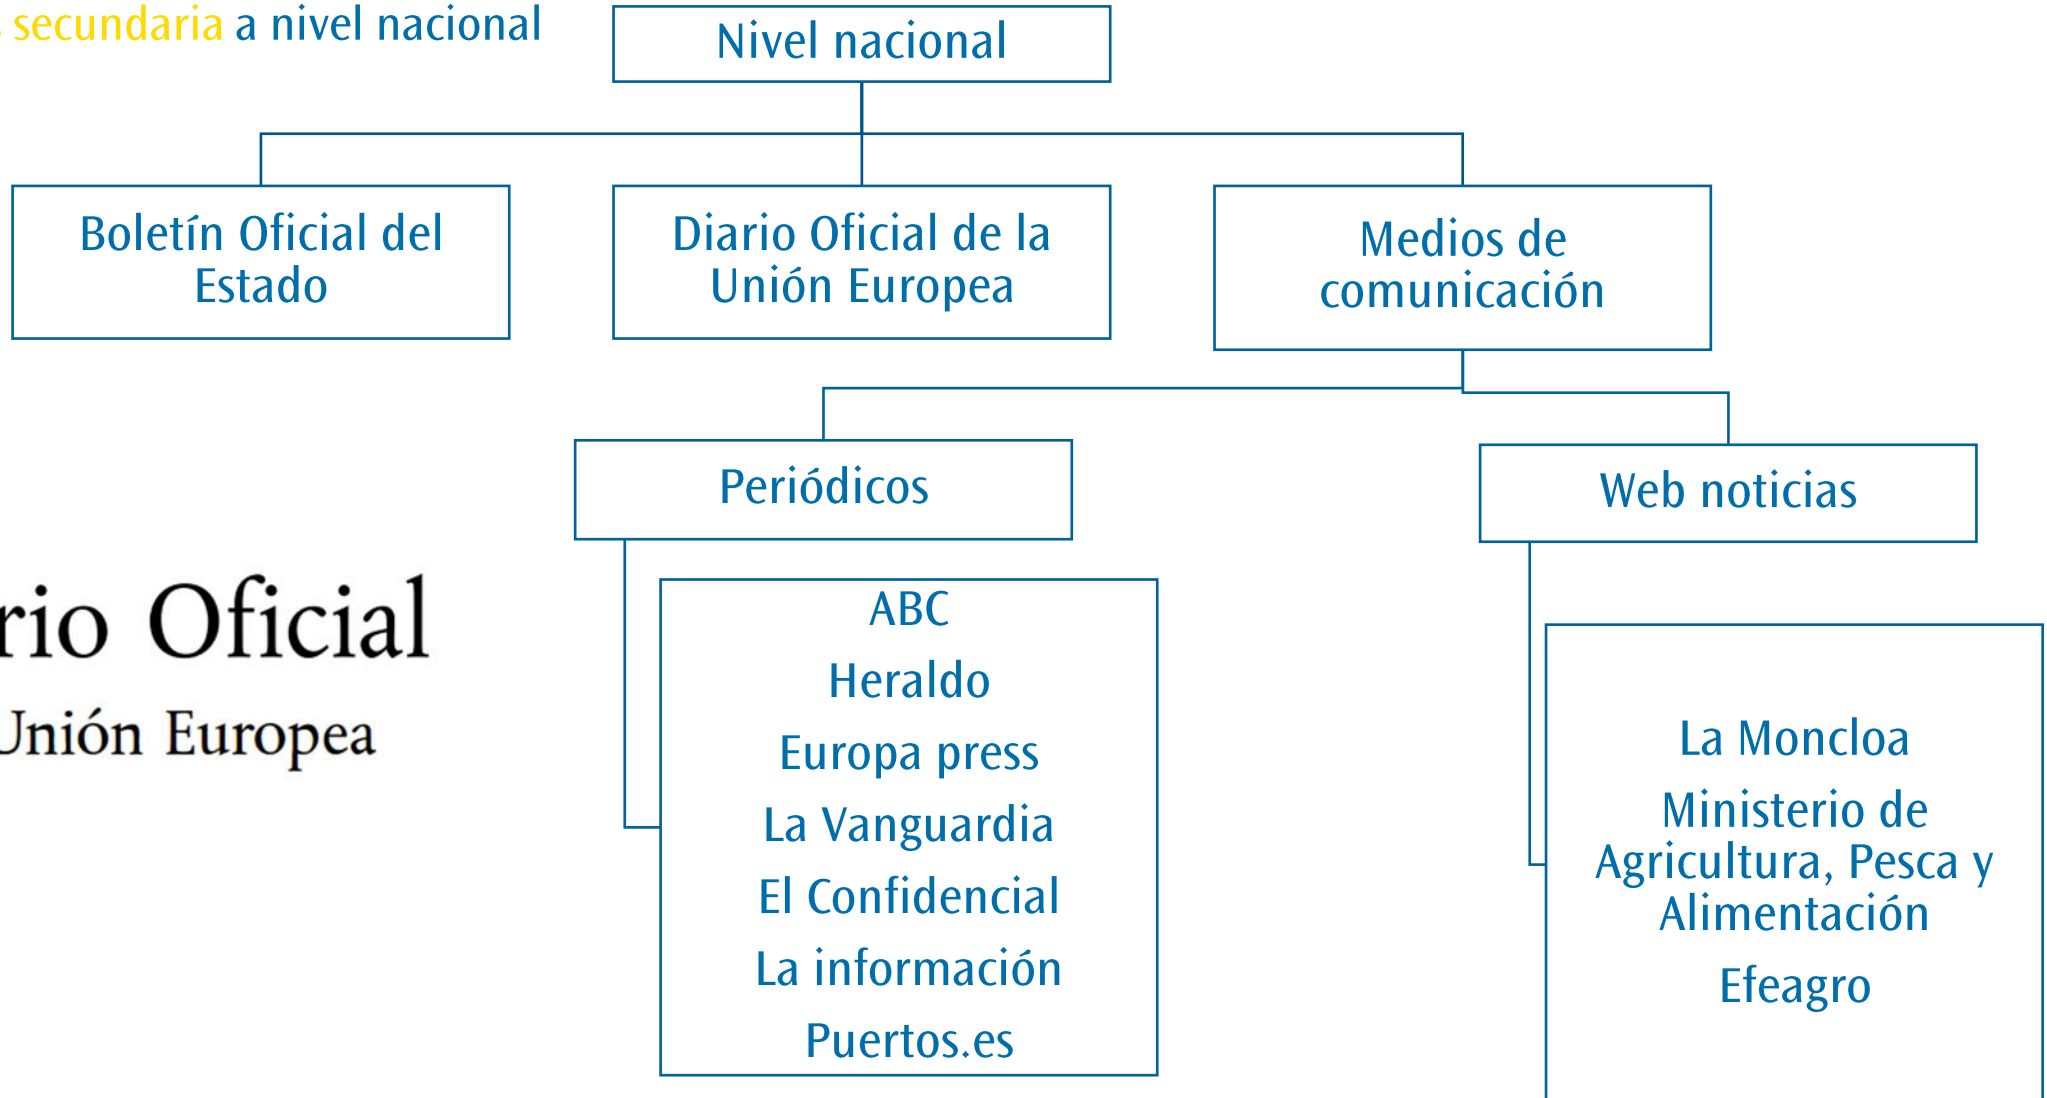 secundaria a nivel nacional
Nivel nacional
Boletín Oficial del
Estado
Diario Oficial de la
Unión Europea
Medios de
comunicación
Periódicos
Web noticias
ABC
Heraldo
Europa press
La Vanguardia
El Confidencial
La información
Puertos.es
La Moncloa
Ministerio de
Agricultura, Pesca y
Alimentación
Efeagro
rio Oficial
Unión Europea